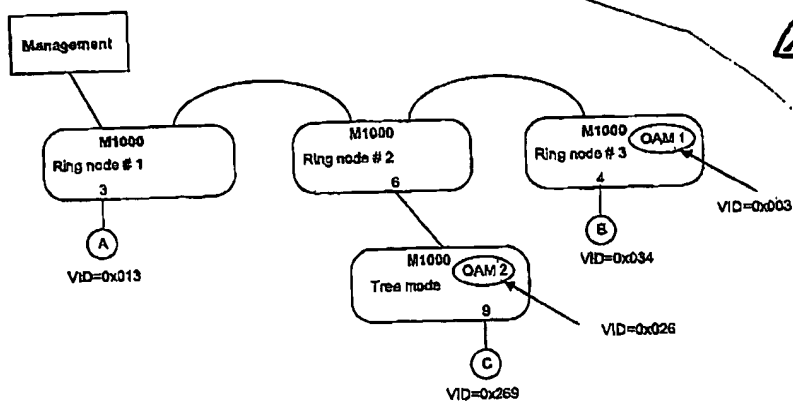 Management
M1000
Ring node # 1
3
A
VID=0x013
M1000
Ring node # 2
6
M1000
OAM 1
Ring node # 3
4
B
VID=0x034
VID=0x003
M1000
OAM 2
Tree mode
9
C
VID=0x269
VID=0x026